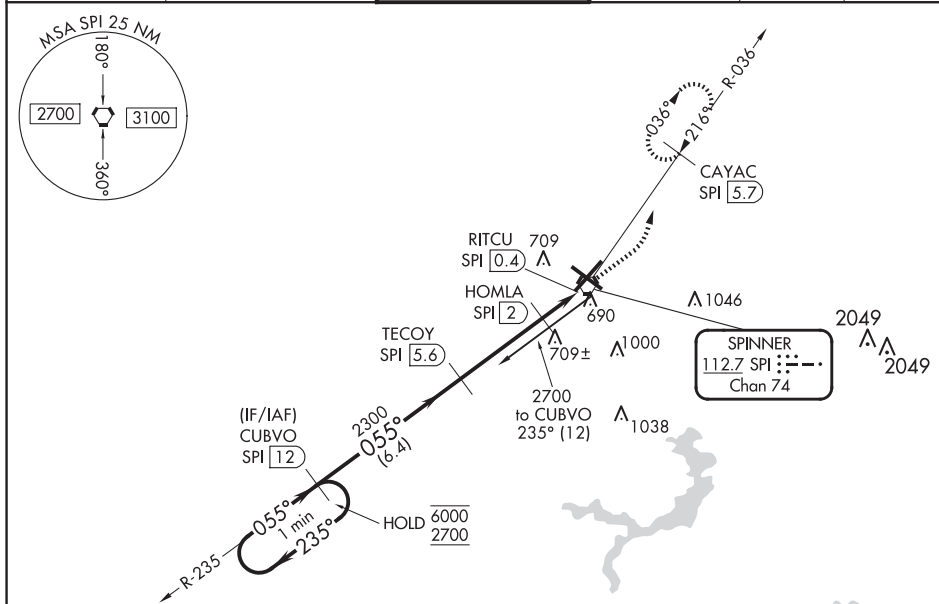 MSA SPI 25 NM
180°
2700
3100
360°
R-036
036°
216°
CAYAC
SPI 5.7
RITCU
SPI 0.4
709
HOMLA
SPI 2
690
1046
TECOY
SPI 5.6
709±
1000
SPINNER
112.7 SPI
Chan 74
2049
2049
2700
to CUBVO
235° (12)
1038
(IF/IAF)
CUBVO
SPI 12
2300
055°
(6.4)
055°
1 min
235°
HOLD 6000
2700
R-235